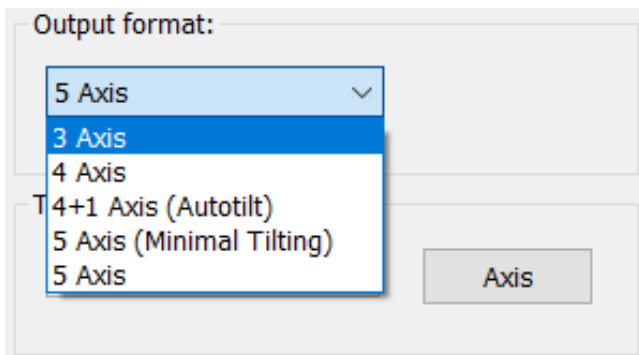 Output format:
5 Axis
3 Axis
4 Axis
T
4+1 Axis (Autotilt)
5 Axis (Minimal Tilting)
5 Axis
Axis